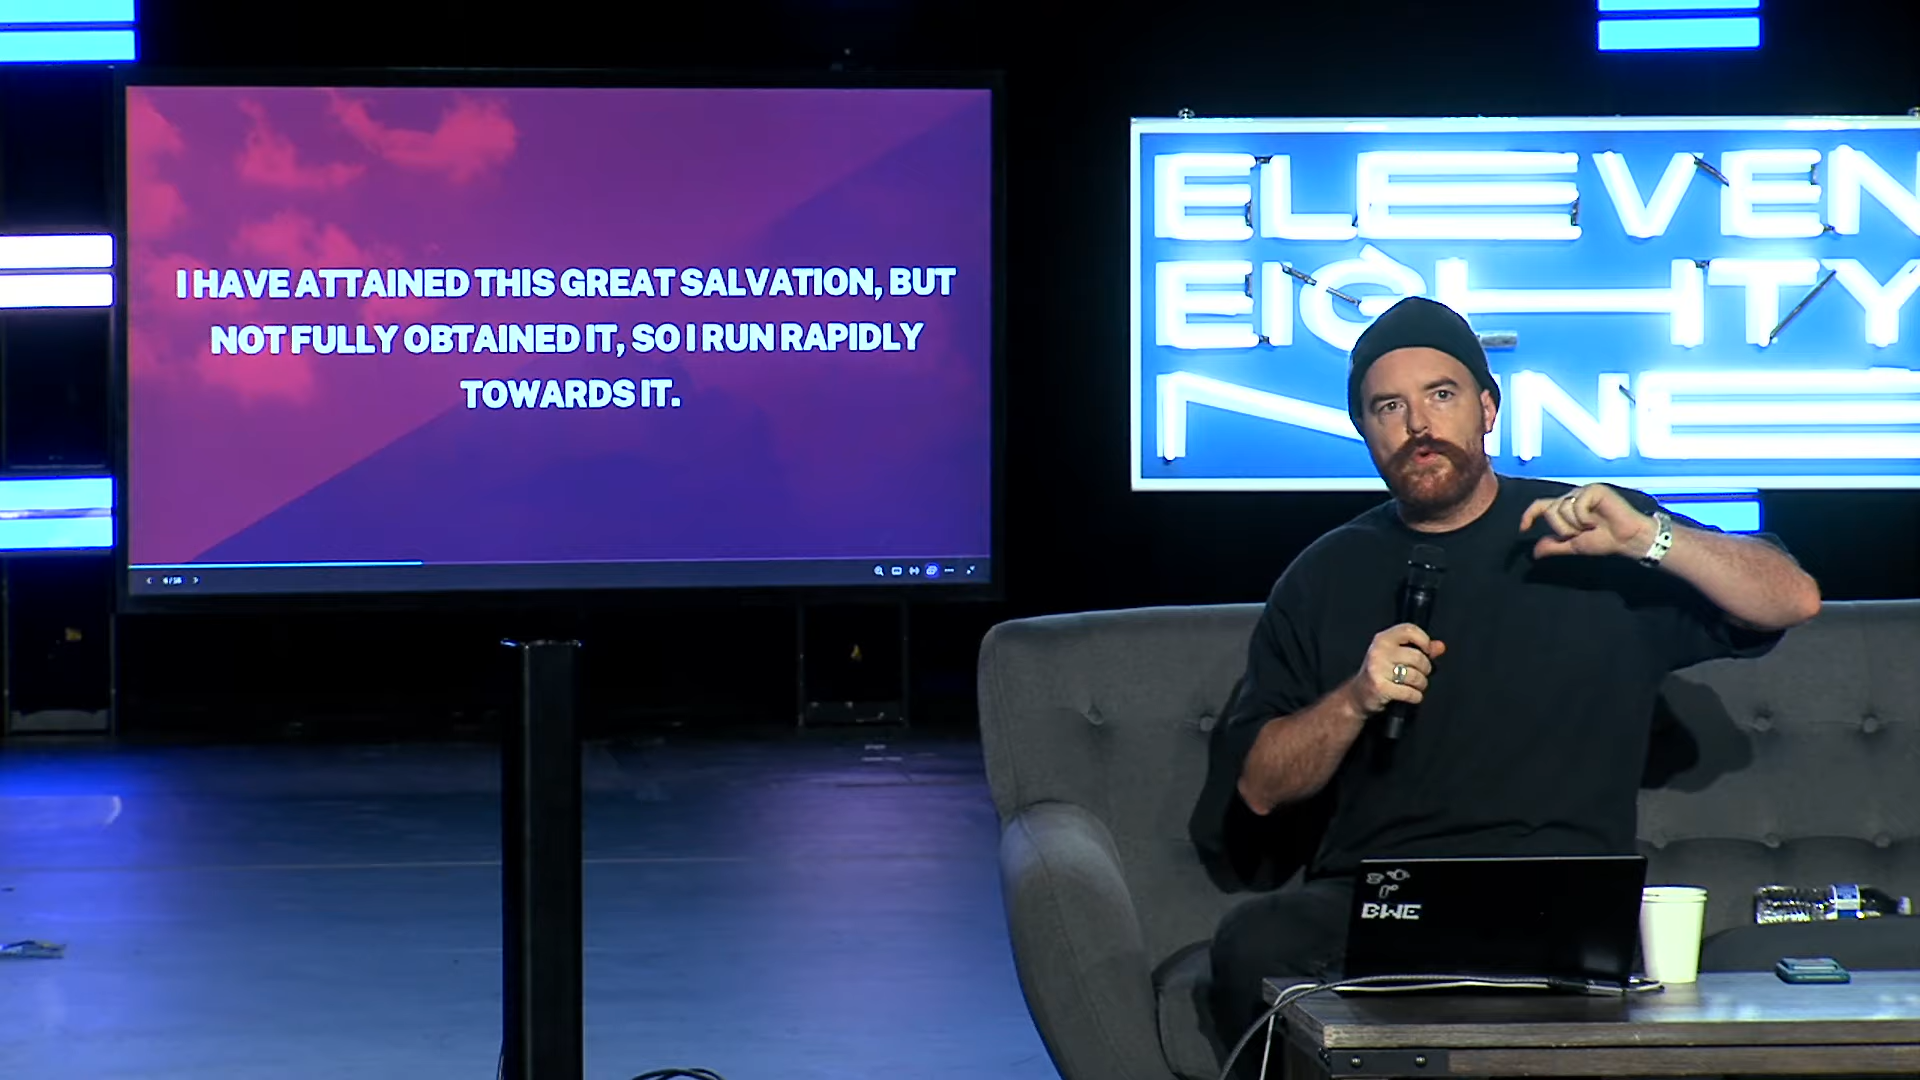 I HAVE ATTAINED THIS GREAT SALVATION, BUT
NOT FULLY OBTAINED IT, SO I RUN RAPIDLY
TOWARDS IT.
ELEVEN
EIGHTY
NINE
BWE